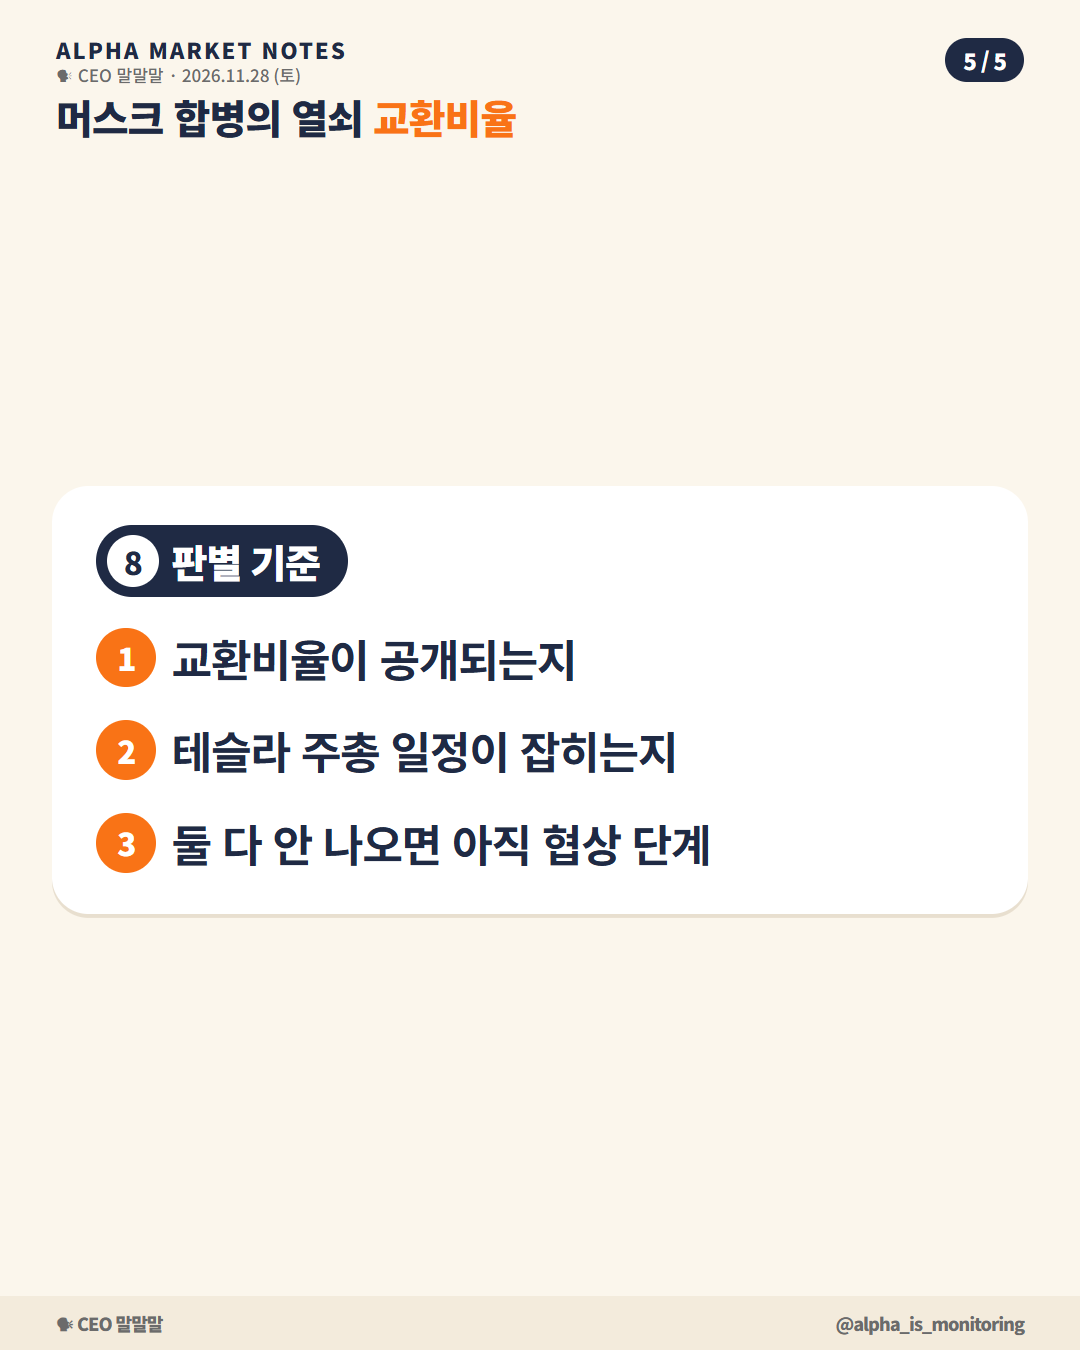 ALPHA MARKET NOTES
🗣 CEO 말말말 · 2026.11.28 (토)
머스크 합병의 열쇠 교환비율
5 / 5
8 판별 기준
1 교환비율이 공개되는지
2 테슬라 주총 일정이 잡히는지
3 둘 다 안 나오면 아직 협상 단계
🗣 CEO 말말말
@alpha_is_monitoring